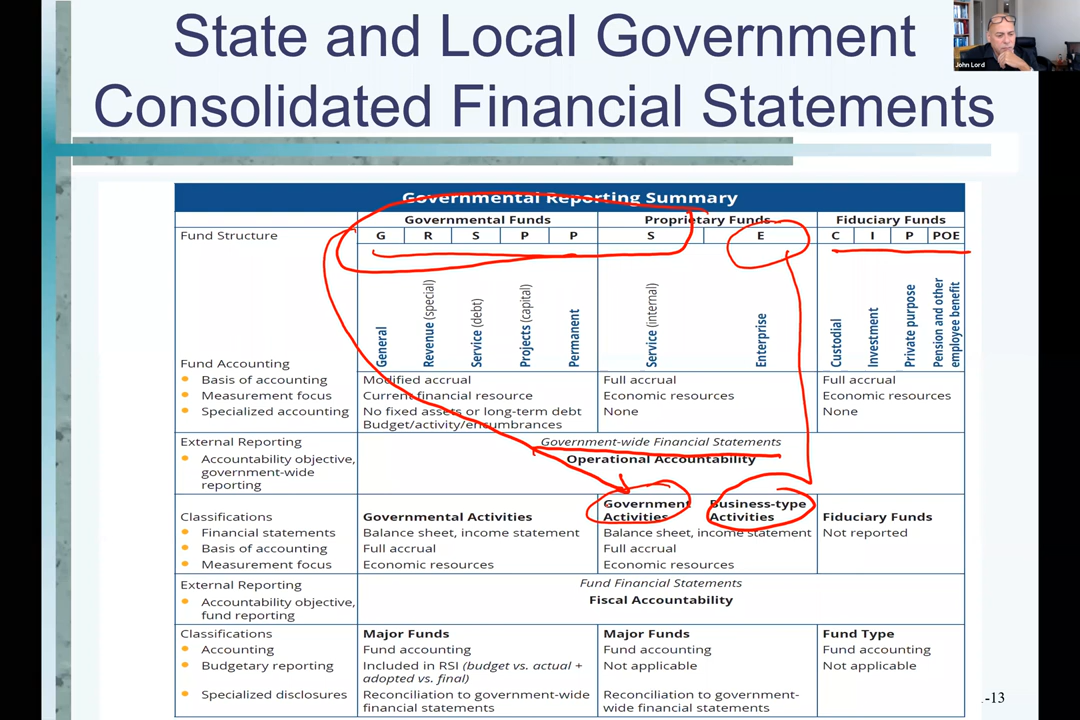 State and Local Government
Consolidated Financial Statements
John Lord
Governmental Reporting Summary
Governmental Funds Proprietary Funds Fiduciary Funds
Fund Structure G R S P P S E C I P POE
General
Revenue (special)
Service (debt)
Projects (capital)
Permanent
Service (internal)
Enterprise
Custodial
Investment
Private purpose
Pension and other
employee benefit
Fund Accounting
Basis of accounting Modified accrual Full accrual Full accrual
Measurement focus Current financial resource Economic resources Economic resources
Specialized accounting No fixed assets or long-term debt None None
Budget/activity/encumbrances
External Reporting Government-wide Financial Statements
Accountability objective, Operational Accountability
government-wide
reporting
Government Business-type
Classifications Governmental Activities Activities Activities Fiduciary Funds
Financial statements Balance sheet, income statement Balance sheet, income statement Not reported
Basis of accounting Full accrual Full accrual
Measurement focus Economic resources Economic resources
External Reporting Fund Financial Statements
Accountability objective, Fiscal Accountability
fund reporting
Classifications Major Funds Major Funds Fund Type
Accounting Fund accounting Fund accounting Fund accounting
Budgetary reporting Included in RSI (budget vs. actual + Not applicable Not applicable
adopted vs. final)
Specialized disclosures Reconciliation to government-wide Reconciliation to government-
financial statements wide financial statements
-13